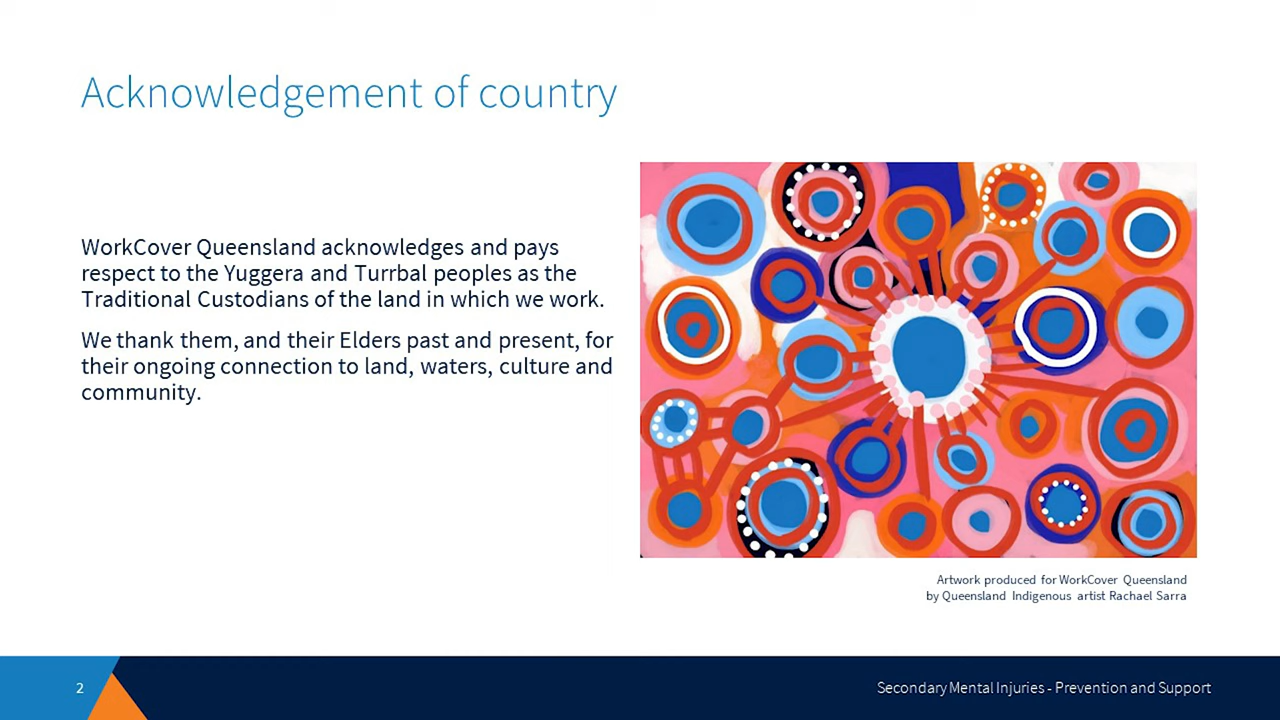 Acknowledgement of country
WorkCover Queensland acknowledges and pays
respect to the Yuggera and Turrbal peoples as the
Traditional Custodians of the land in which we work.
We thank them, and their Elders past and present, for
their ongoing connection to land, waters, culture and
community.
Artwork produced for WorkCover Queensland
by Queensland Indigenous artist Rachael Sarra
2
Secondary Mental Injuries - Prevention and Support